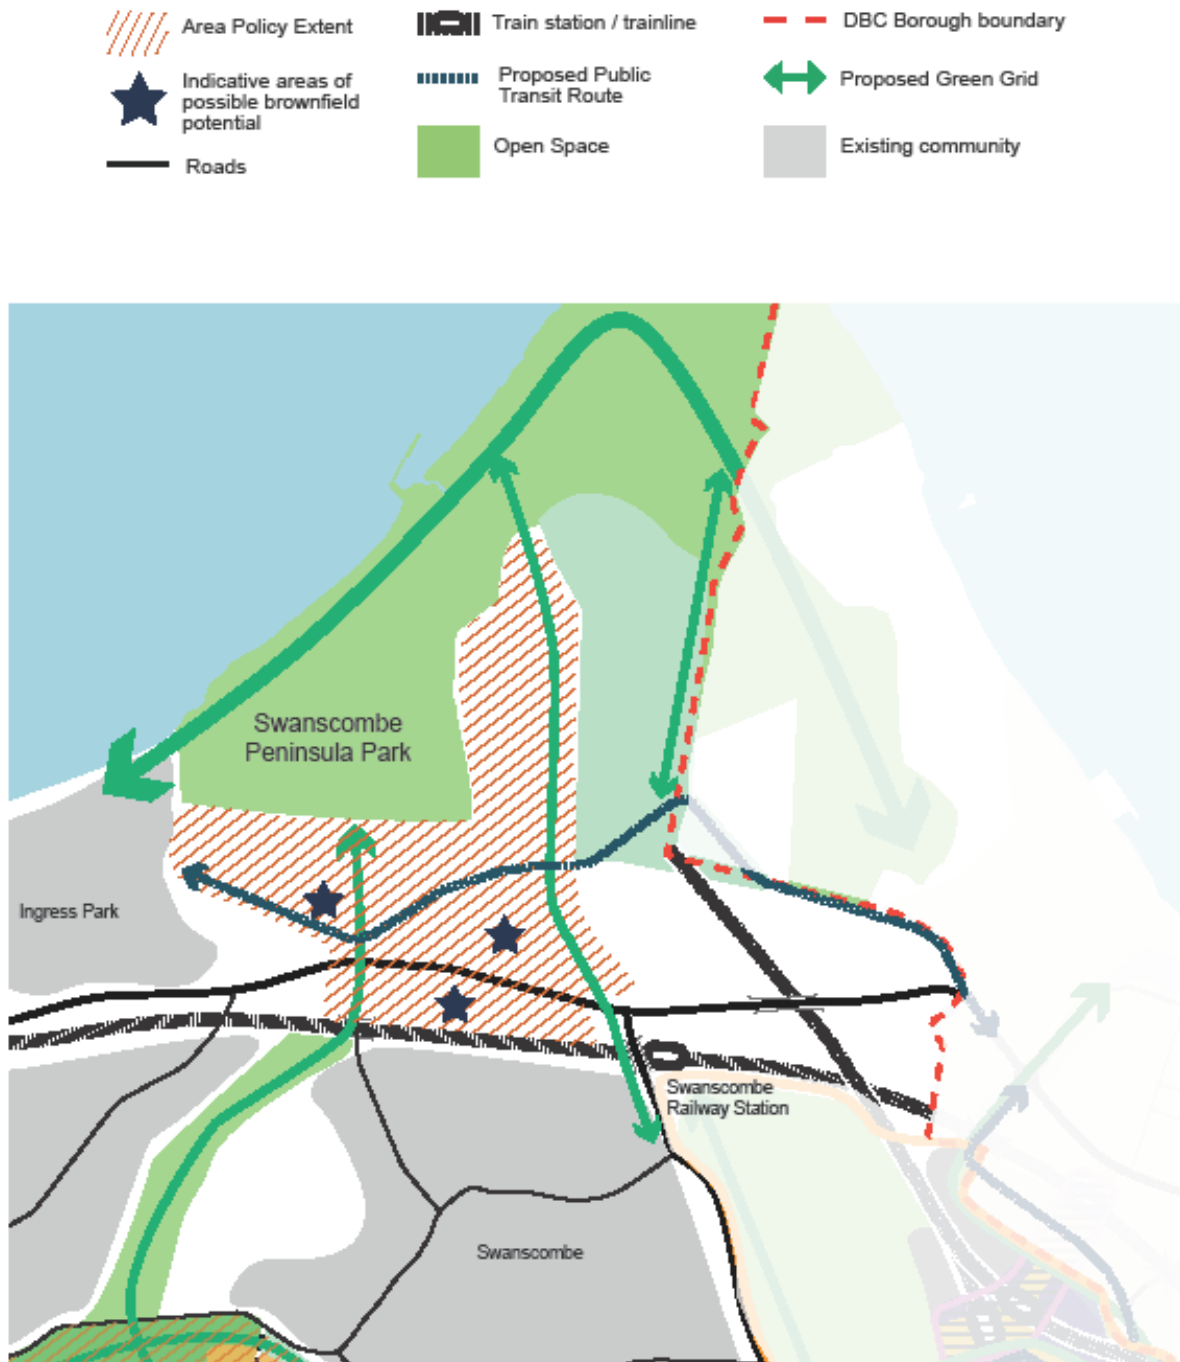 Area Policy Extent
Train station / trainline
DBC Borough boundary
Indicative areas of
possible brownfield
potential
Proposed Public
Transit Route
Proposed Green Grid
Roads
Open Space
Existing community
Swanscombe
Peninsula Park
Ingress Park
Swanscombe
Railway Station
Swanscombe